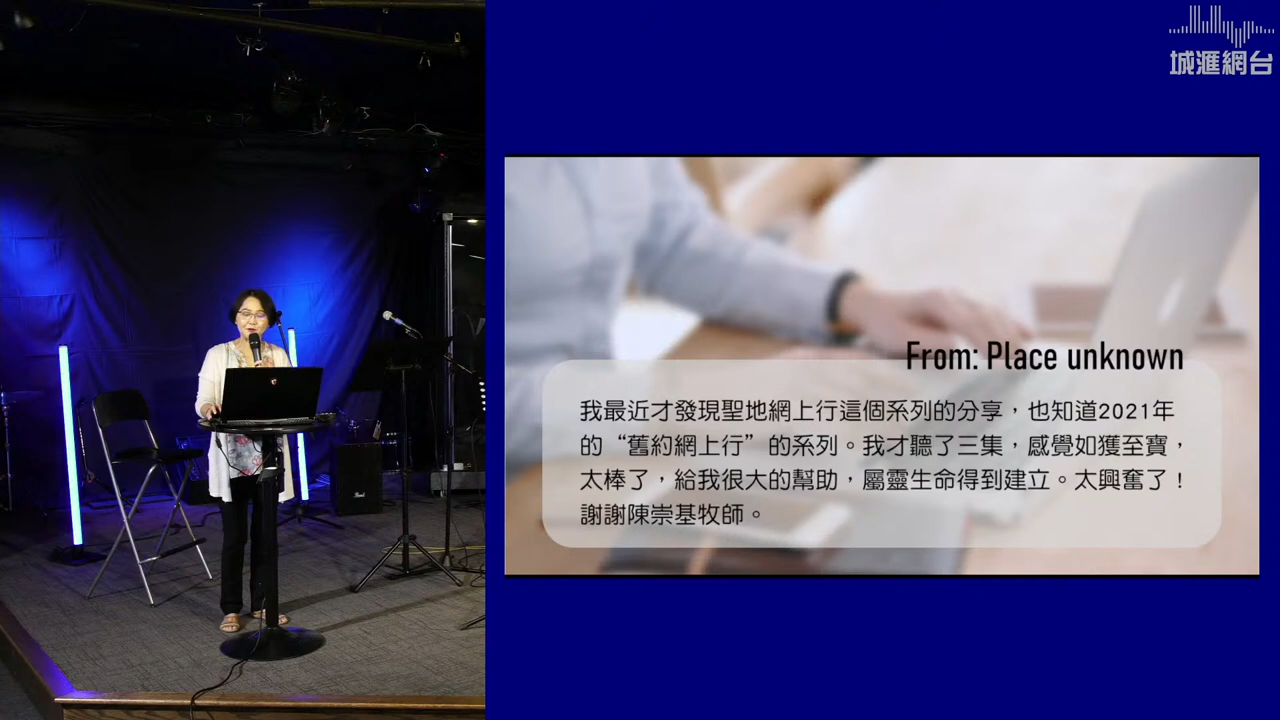 城滙網台
From: Place unknown
我最近才發現聖地網上行這個系列的分享，也知道2021年
的“舊約網上行”的系列。我才聽了三集，感覺如獲至寶，
太棒了，給我很大的幫助，屬靈生命得到建立。太興奮了！
謝謝陳崇基牧師。